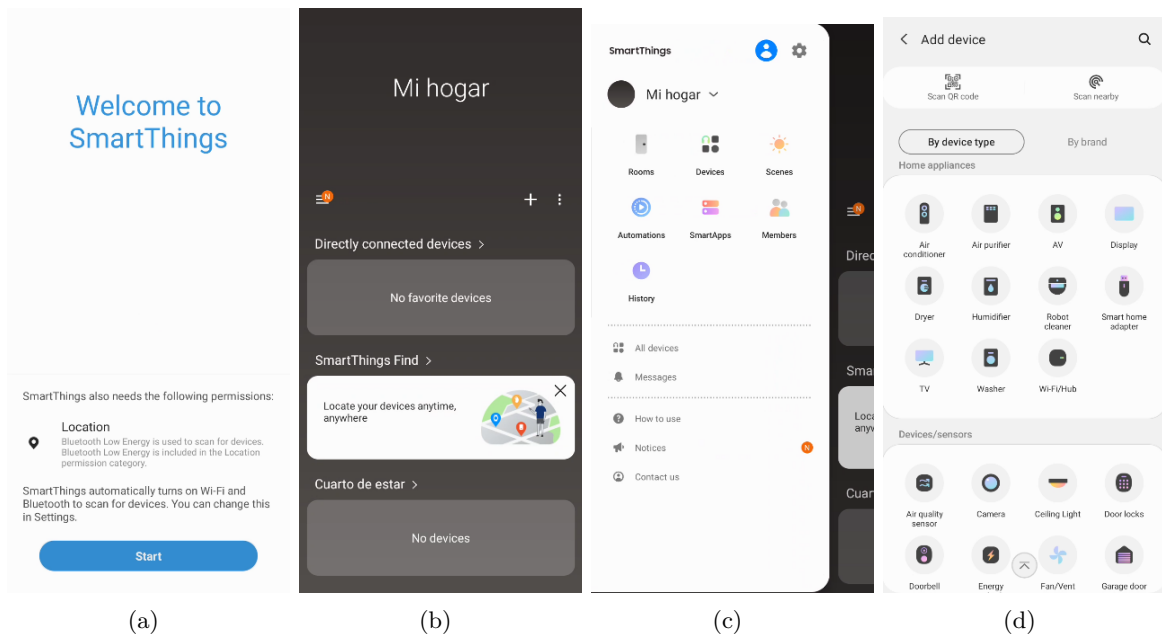 Welcome to
SmartThings
SmartThings also needs the following permissions:
Location
Bluetooth Low Energy is used to scan for devices.
Bluetooth Low Energy is included in the Location
permission category.
SmartThings automatically turns on Wi-Fi and
Bluetooth to scan for devices. You can change this
in Settings.
Start
(a)
Mi hogar
N
Directly connected devices >
No favorite devices
SmartThings Find >
Locate your devices anytime,
anywhere
Cuarto de estar >
No devices
(b)
SmartThings
Mi hogar
Rooms
Devices
Scenes
Automations
SmartApps
Members
History
All devices
Messages
How to use
Notices
N
Contact us
N
Direc
Sma
Loca
anyw
Cuar
(c)
Add device
Scan QR code
Scan nearby
By device type
By brand
Home appliances
Air
conditioner
Air purifier
AV
Display
Dryer
Humidifier
Robot
cleaner
Smart home
adapter
TV
Washer
Wi-Fi/Hub
Devices/sensors
Air quality
sensor
Camera
Ceiling Light
Door locks
Doorbell
Energy
Fan/Vent
Garage door
(d)